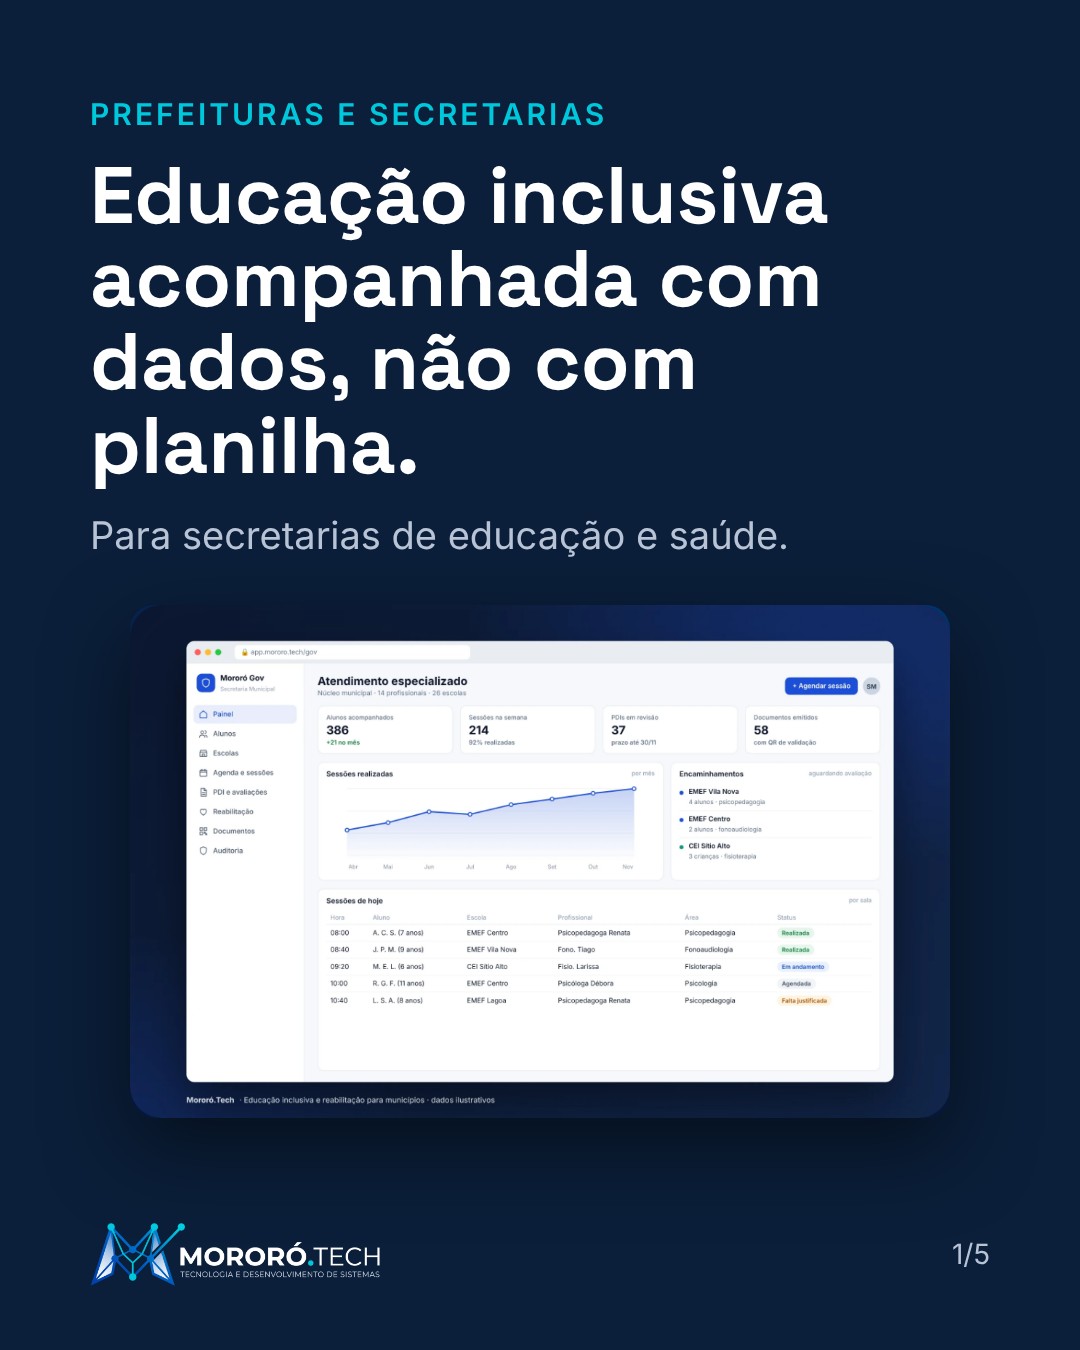 PREFEITURAS E SECRETARIAS
Educação inclusiva
acompanhada com
dados, não com
planilha.
Para secretarias de educação e saúde.
app.mororo.tech/gov
Mororó Gov
Secretaria Municipal
Painel
Alunos
Escolas
Agenda e sessões
PDI e avaliações
Reabilitação
Documentos
Auditoria
Atendimento especializado
Núcleo municipal · 14 profissionais · 26 escolas
+ Agendar sessão
SM
Alunos acompanhados
386
+21 no mês
Sessões na semana
214
92% realizadas
PDIs em revisão
37
prazo até 30/11
Documentos emitidos
58
com QR de validação
Sessões realizadas por mês
Abr Mai Jun Jul Ago Set Out Nov
Encaminhamentos aguardando avaliação
EMEF Vila Nova
4 alunos · psicopedagogia
EMEF Centro
2 alunos · fonoaudiologia
CEI Sítio Alto
3 crianças · fisioterapia
Sessões de hoje por sala
Hora Aluno Escola Profissional Área Status
08:00 A. C. S. (7 anos) EMEF Centro Psicopedagoga Renata Psicopedagogia Realizada
08:40 J. P. M. (9 anos) EMEF Vila Nova Fono. Tiago Fonoaudiologia Realizada
09:20 M. E. L. (6 anos) CEI Sítio Alto Fisio. Larissa Fisioterapia Em andamento
10:00 R. G. F. (11 anos) EMEF Centro Psicóloga Débora Psicologia Agendada
10:40 L. S. A. (8 anos) EMEF Lagoa Psicopedagoga Renata Psicopedagogia Falta justificada
Mororó.Tech · Educação inclusiva e reabilitação para municípios · dados ilustrativos
MORORÓ.TECH
TECNOLOGIA E DESENVOLVIMENTO DE SISTEMAS
1/5